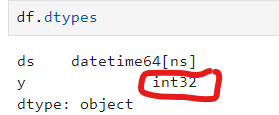 df.dtypes
ds    datetime64[ns]
y              int32
dtype: object